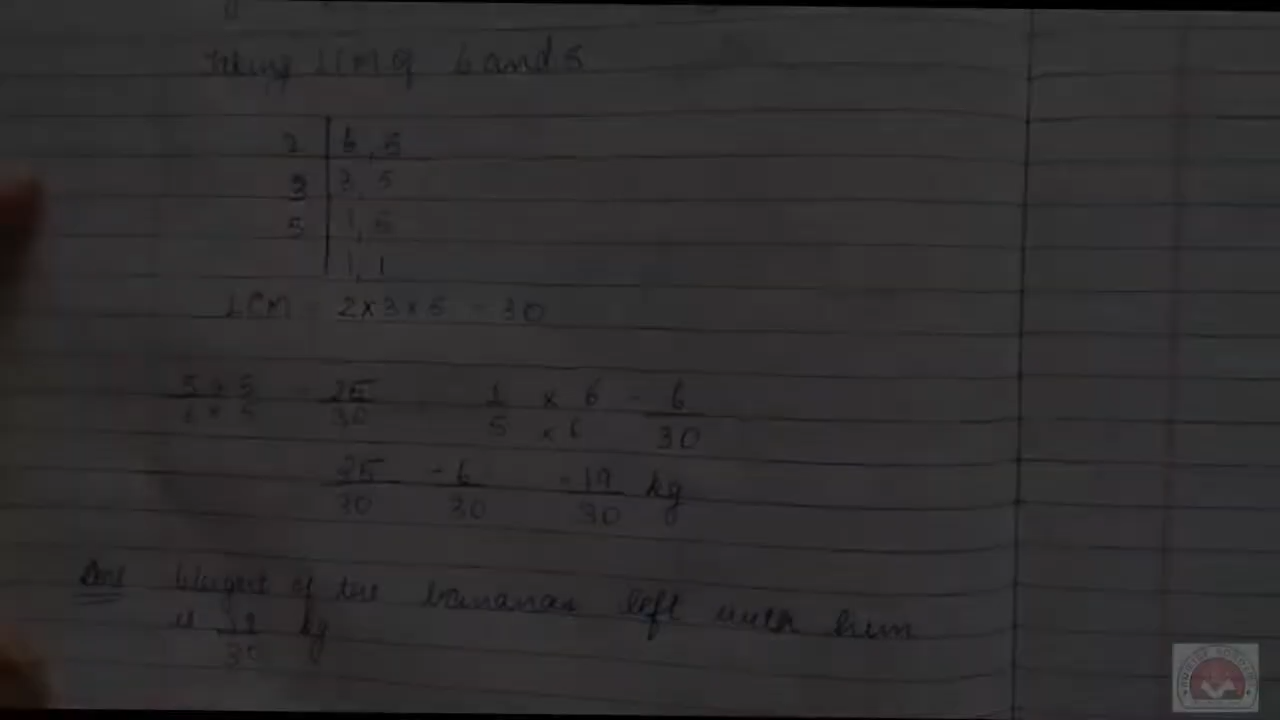 Taking LCM of 6 and 5
2 | 6, 5
3 | 3, 5
5 | 1, 5
1, 1
LCM = 2×3×5 = 30
5 × 5 / 6 × 5 = 25/30   1/5 × 6/× 6 = 6/30
25/30 - 6/30 = 19/30 kg
Ans of the bananas left with him
is 19/30 kg